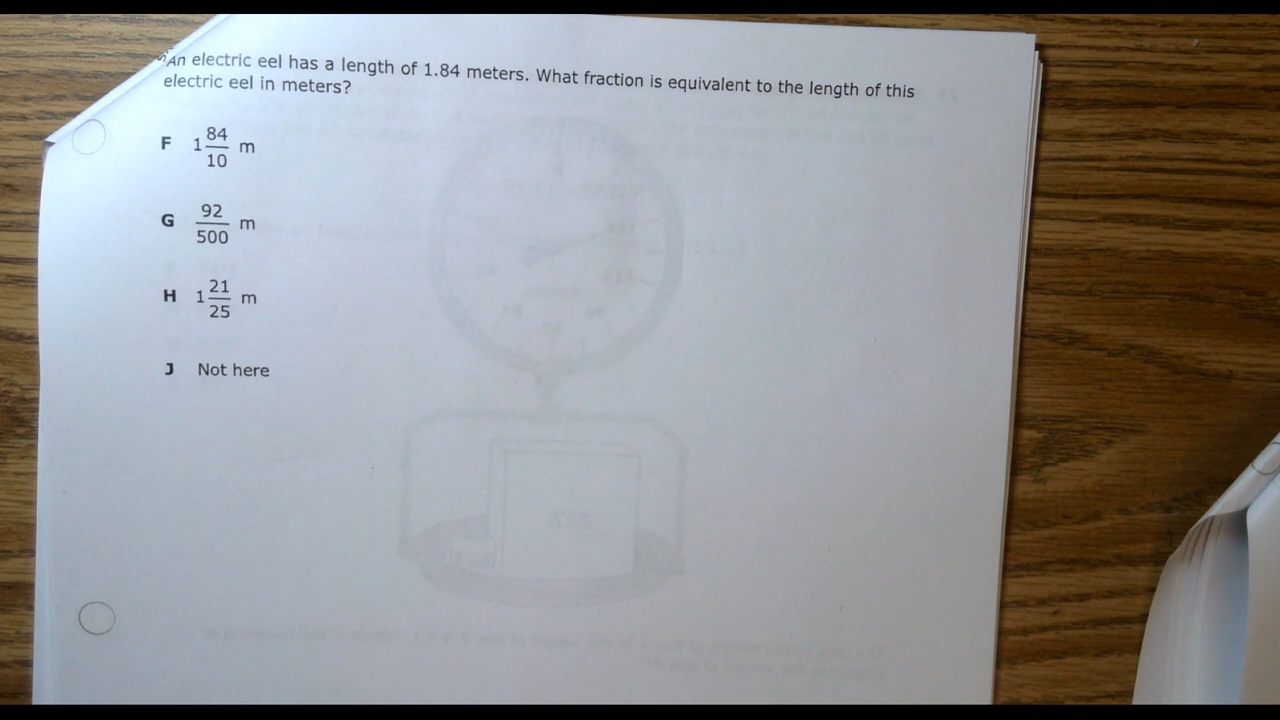 An electric eel has a length of 1.84 meters. What fraction is equivalent to the length of this
electric eel in meters?
F 1 84/10 m
G 92/500 m
H 1 21/25 m
J Not here